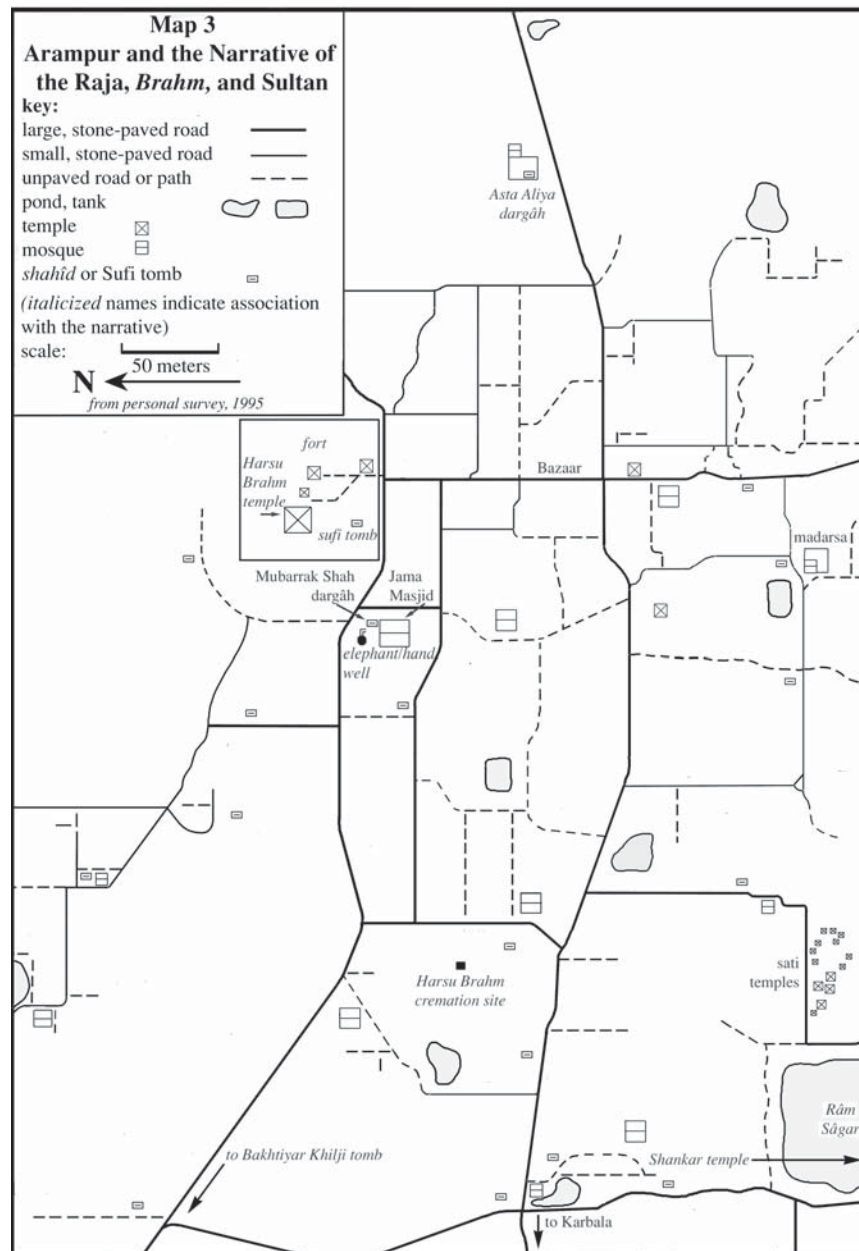 Map 3
Arampur and the Narrative of
the Raja, Brahm, and Sultan
key:
large, stone-paved road
small, stone-paved road
unpaved road or path
pond, tank
temple
mosque
shahîd or Sufi tomb
(italicized names indicate association
with the narrative)
scale:
50 meters
N
from personal survey, 1995
Asta Aliya
dargâh
fort
Harsu
Brahm
temple
sufi tomb
Bazaar
madarsa
Mubarrak Shah
dargâh
Jama
Masjid
elephant/hand
well
Harsu Brahm
cremation site
sati
temples
Râm
Sâgar
Shankar temple
to Bakhtiyar Khilji tomb
to Karbala